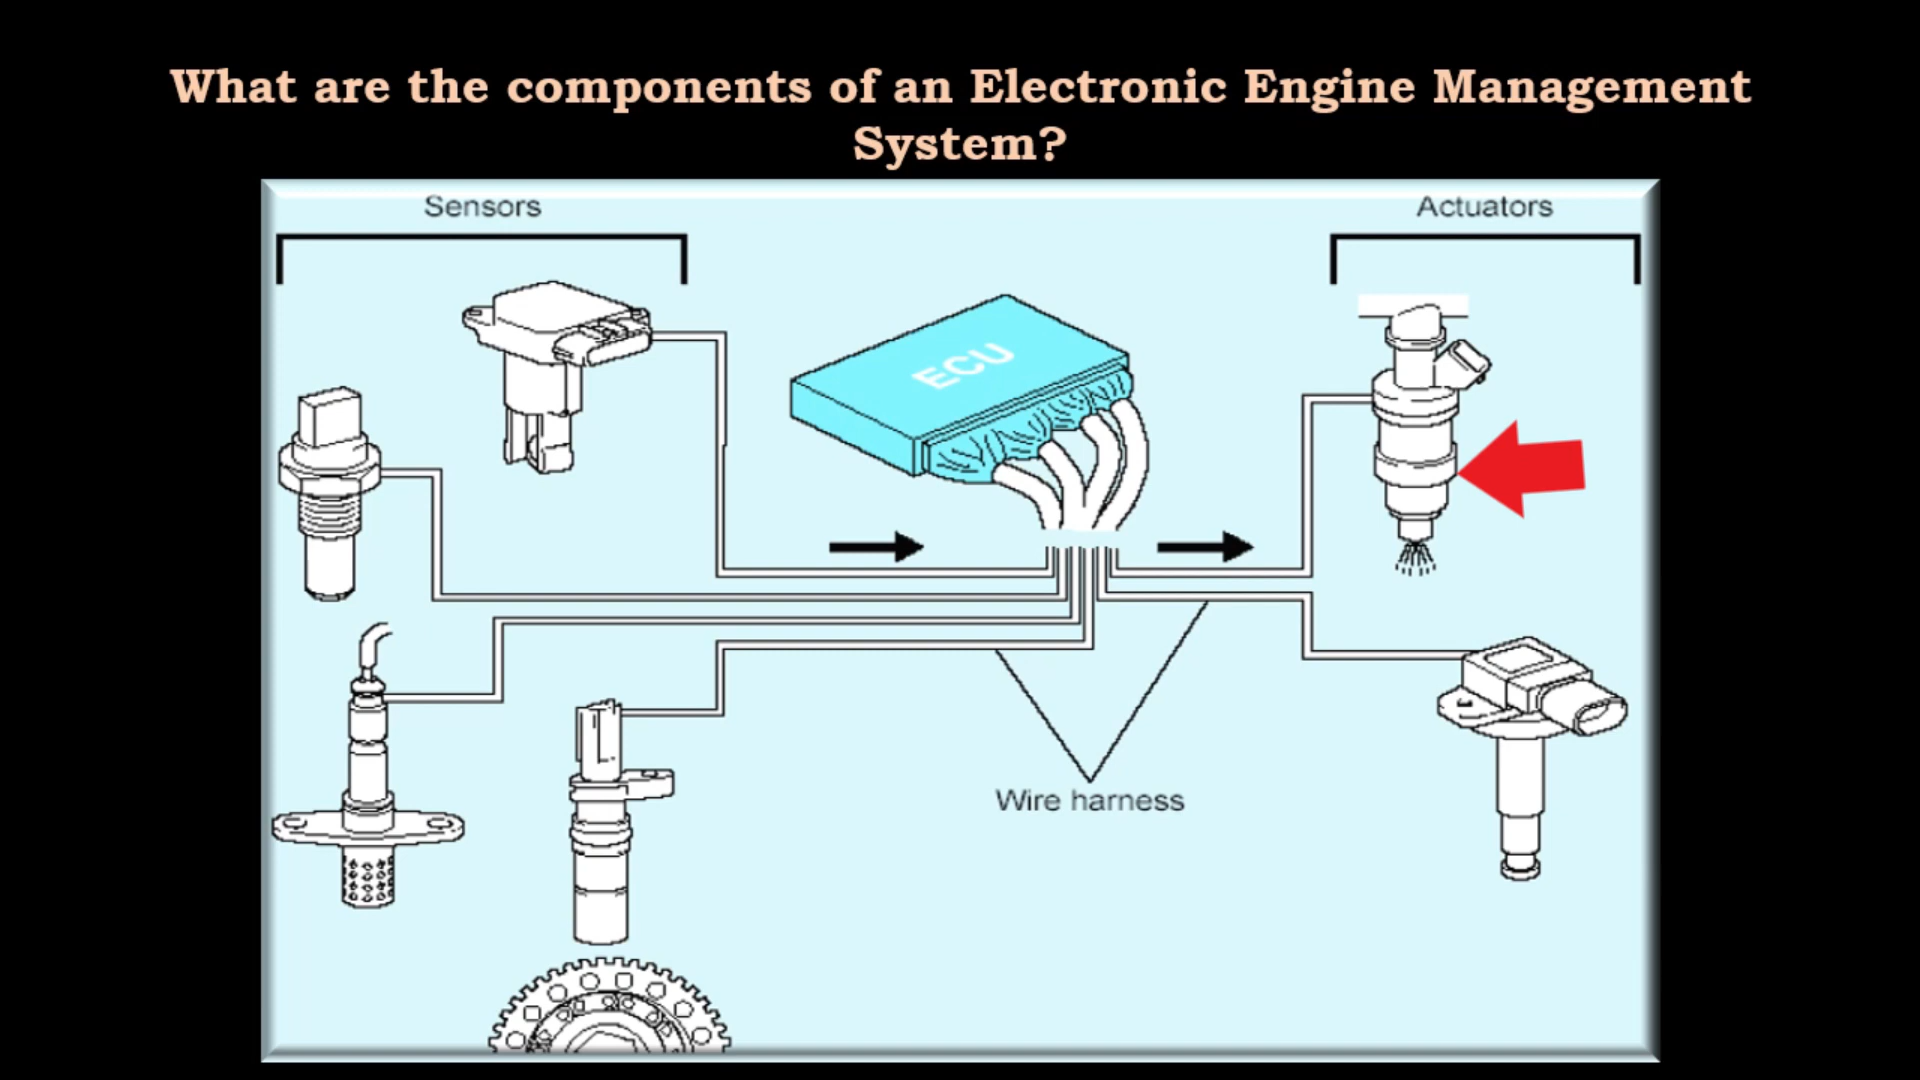 What are the components of an Electronic Engine Management
System?
Sensors
Actuators
ECU
Wire harness